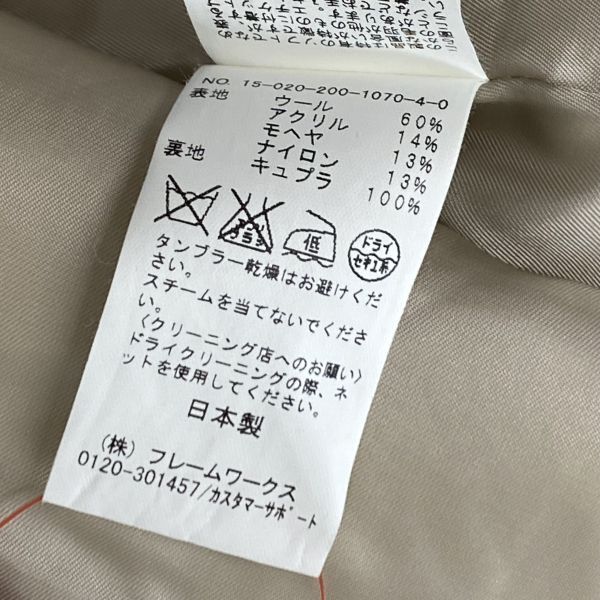 NO. 15-020-200-1070-4-0
表地 ウール 60%
アクリル 14%
モヘヤ 13%
ナイロン 13%
裏地 キュプラ 100%
エンソ サラシ 低 ドライ セキユ系
タンブラー乾燥はお避けくだ
さい。
スチームを当てないでくださ
い。
〈クリーニング店へのお願い〉
ドライクリーニングの際、ネ
ットを使用してください。
日本製
(株) フレームワークス
0120-301457/カスタマーサポート